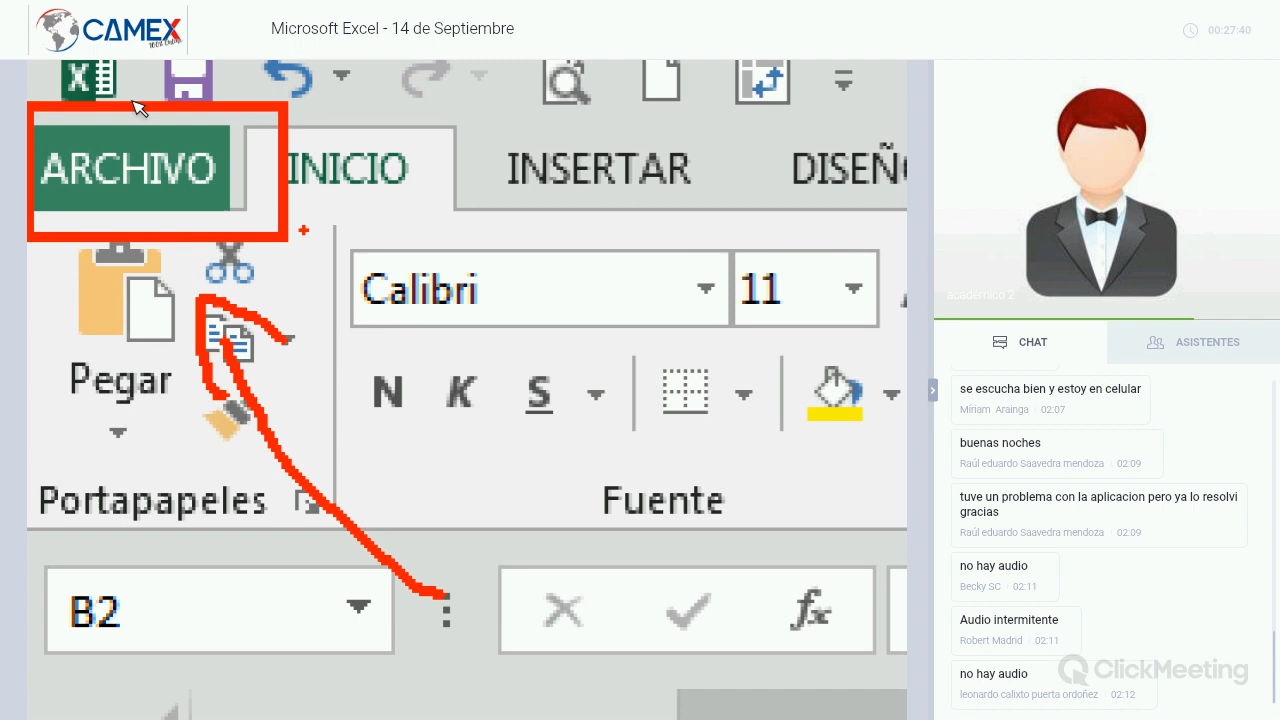 CAMEX
100% Online
Microsoft Excel - 14 de Septiembre
00:27:40
X
ARCHIVO
INICIO
INSERTAR
DISEÑ
Calibri
11
Pegar
N
K
S
Portapapeles
Fuente
B2
fx
académico 2
CHAT
ASISTENTES
se escucha bien y estoy en celular
Míriam Arainga · 02:07
buenas noches
Raúl eduardo Saavedra mendoza · 02:09
tuve un problema con la aplicacion pero ya lo resolvi
gracias
Raúl eduardo Saavedra mendoza · 02:09
no hay audio
Becky SC · 02:11
Audio intermitente
Robert Madrid · 02:11
no hay audio
leonardo calixto puerta ordoñez · 02:12
ClickMeeting